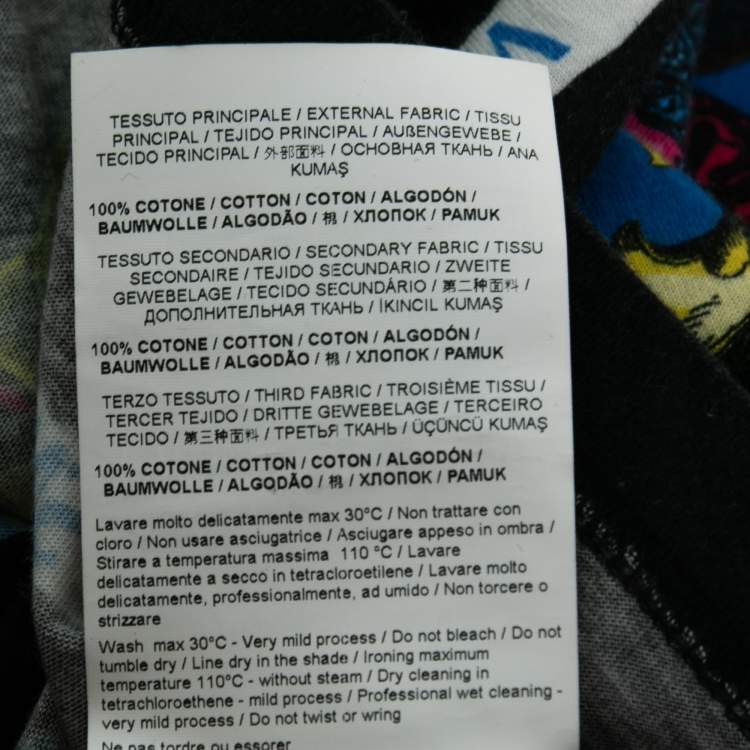 TESSUTO PRINCIPALE / EXTERNAL FABRIC / TISSU
PRINCIPAL / TEJIDO PRINCIPAL / AUßENGEWEBE /
TECIDO PRINCIPAL / 外部面料 / ОСНОВНАЯ ТКАНЬ / ANA
KUMAŞ
100% COTONE / COTTON / COTON / ALGODÓN /
BAUMWOLLE / ALGODÃO / 棉 / ХЛОПОК / PAMUK
TESSUTO SECONDARIO / SECONDARY FABRIC / TISSU
SECONDAIRE / TEJIDO SECUNDARIO / ZWEITE
GEWEBELAGE / TECIDO SECUNDÁRIO / 第二种面料 /
ДОПОЛНИТЕЛЬНАЯ ТКАНЬ / İKINCIL KUMAŞ
100% COTONE / COTTON / COTON / ALGODÓN /
BAUMWOLLE / ALGODÃO / 棉 / ХЛОПОК / PAMUK
TERZO TESSUTO / THIRD FABRIC / TROISIÈME TISSU /
TERCER TEJIDO / DRITTE GEWEBELAGE / TERCEIRO
TECIDO / 第三种面料 / ТРЕТЬЯ ТКАНЬ / ÜÇÜNCÜ KUMAŞ
100% COTONE / COTTON / COTON / ALGODÓN /
BAUMWOLLE / ALGODÃO / 棉 / ХЛОПОК / PAMUK
Lavare molto delicatamente max 30°C / Non trattare con
cloro / Non usare asciugatrice / Asciugare appeso in ombra /
Stirare a temperatura massima 110 °C / Lavare
delicatamente a secco in tetracloroetilene / Lavare molto
delicatamente, professionalmente, ad umido / Non torcere o
strizzare
Wash max 30°C - Very mild process / Do not bleach / Do not
tumble dry / Line dry in the shade / Ironing maximum
temperature 110°C - without steam / Dry cleaning in
tetrachloroethene - mild process / Professional wet cleaning -
very mild process / Do not twist or wring
Ne pas tordre ou essorer